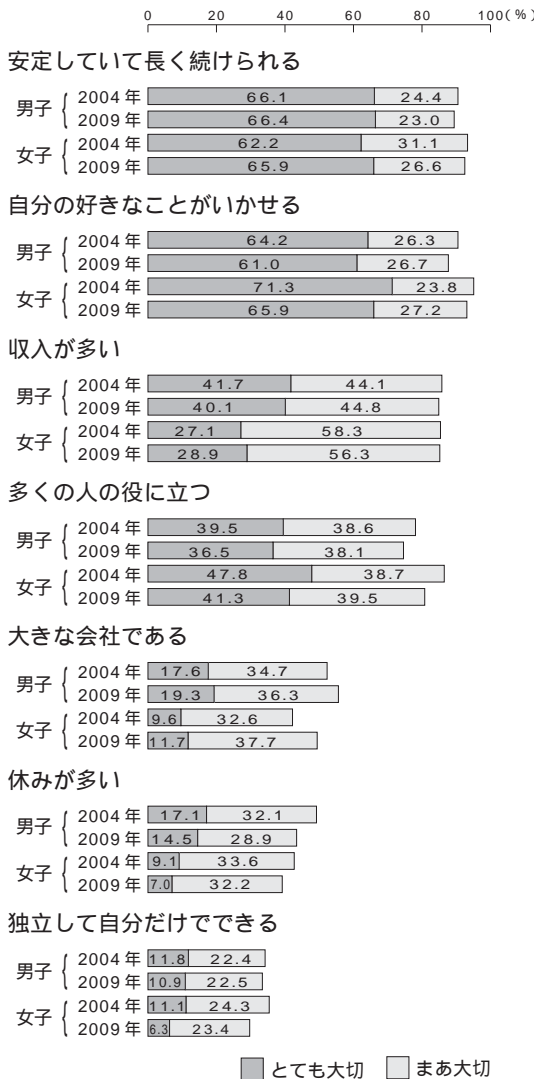 0 20 40 60 80 100(%)
安定していて長く続けられる
男子 { 2004年 66.1 24.4
2009年 66.4 23.0
女子 { 2004年 62.2 31.1
2009年 65.9 26.6
自分の好きなことがいかせる
男子 { 2004年 64.2 26.3
2009年 61.0 26.7
女子 { 2004年 71.3 23.8
2009年 65.9 27.2
収入が多い
男子 { 2004年 41.7 44.1
2009年 40.1 44.8
女子 { 2004年 27.1 58.3
2009年 28.9 56.3
多くの人の役に立つ
男子 { 2004年 39.5 38.6
2009年 36.5 38.1
女子 { 2004年 47.8 38.7
2009年 41.3 39.5
大きな会社である
男子 { 2004年 17.6 34.7
2009年 19.3 36.3
女子 { 2004年 9.6 32.6
2009年 11.7 37.7
休みが多い
男子 { 2004年 17.1 32.1
2009年 14.5 28.9
女子 { 2004年 9.1 33.6
2009年 7.0 32.2
独立して自分だけでできる
男子 { 2004年 11.8 22.4
2009年 10.9 22.5
女子 { 2004年 11.1 24.3
2009年 6.3 23.4
とても大切 まあ大切